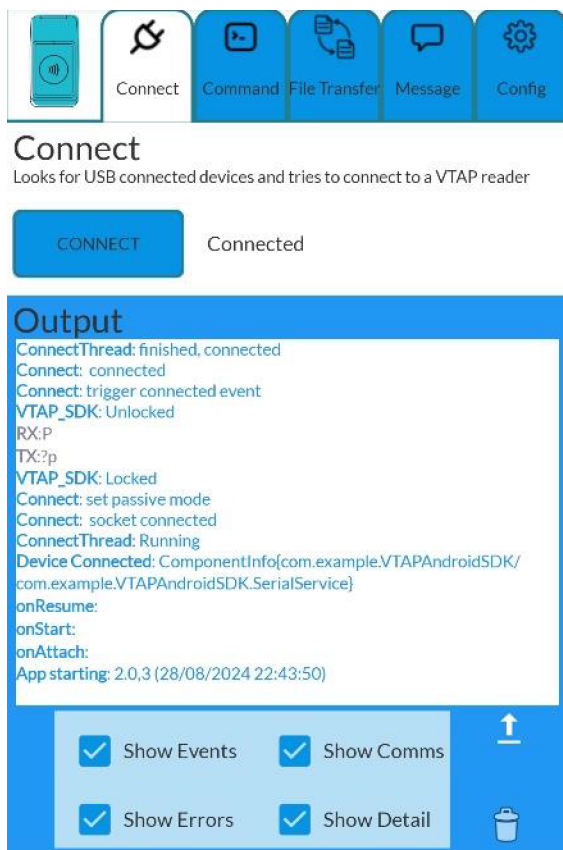 Connect
Command
File Transfer
Message
Config
Connect
Looks for USB connected devices and tries to connect to a VTAP reader
CONNECT
Connected
Output
ConnectThread: finished, connected
Connect: connected
Connect: trigger connected event
VTAP_SDK: Unlocked
RX:P
TX:?p
VTAP_SDK: Locked
Connect: set passive mode
Connect: socket connected
ConnectThread: Running
Device Connected: ComponentInfo{com.example.VTAPAndroidSDK/
com.example.VTAPAndroidSDK.SerialService}
onResume:
onStart:
onAttach:
App starting: 2.0,3 (28/08/2024 22:43:50)
Show Events
Show Comms
Show Errors
Show Detail